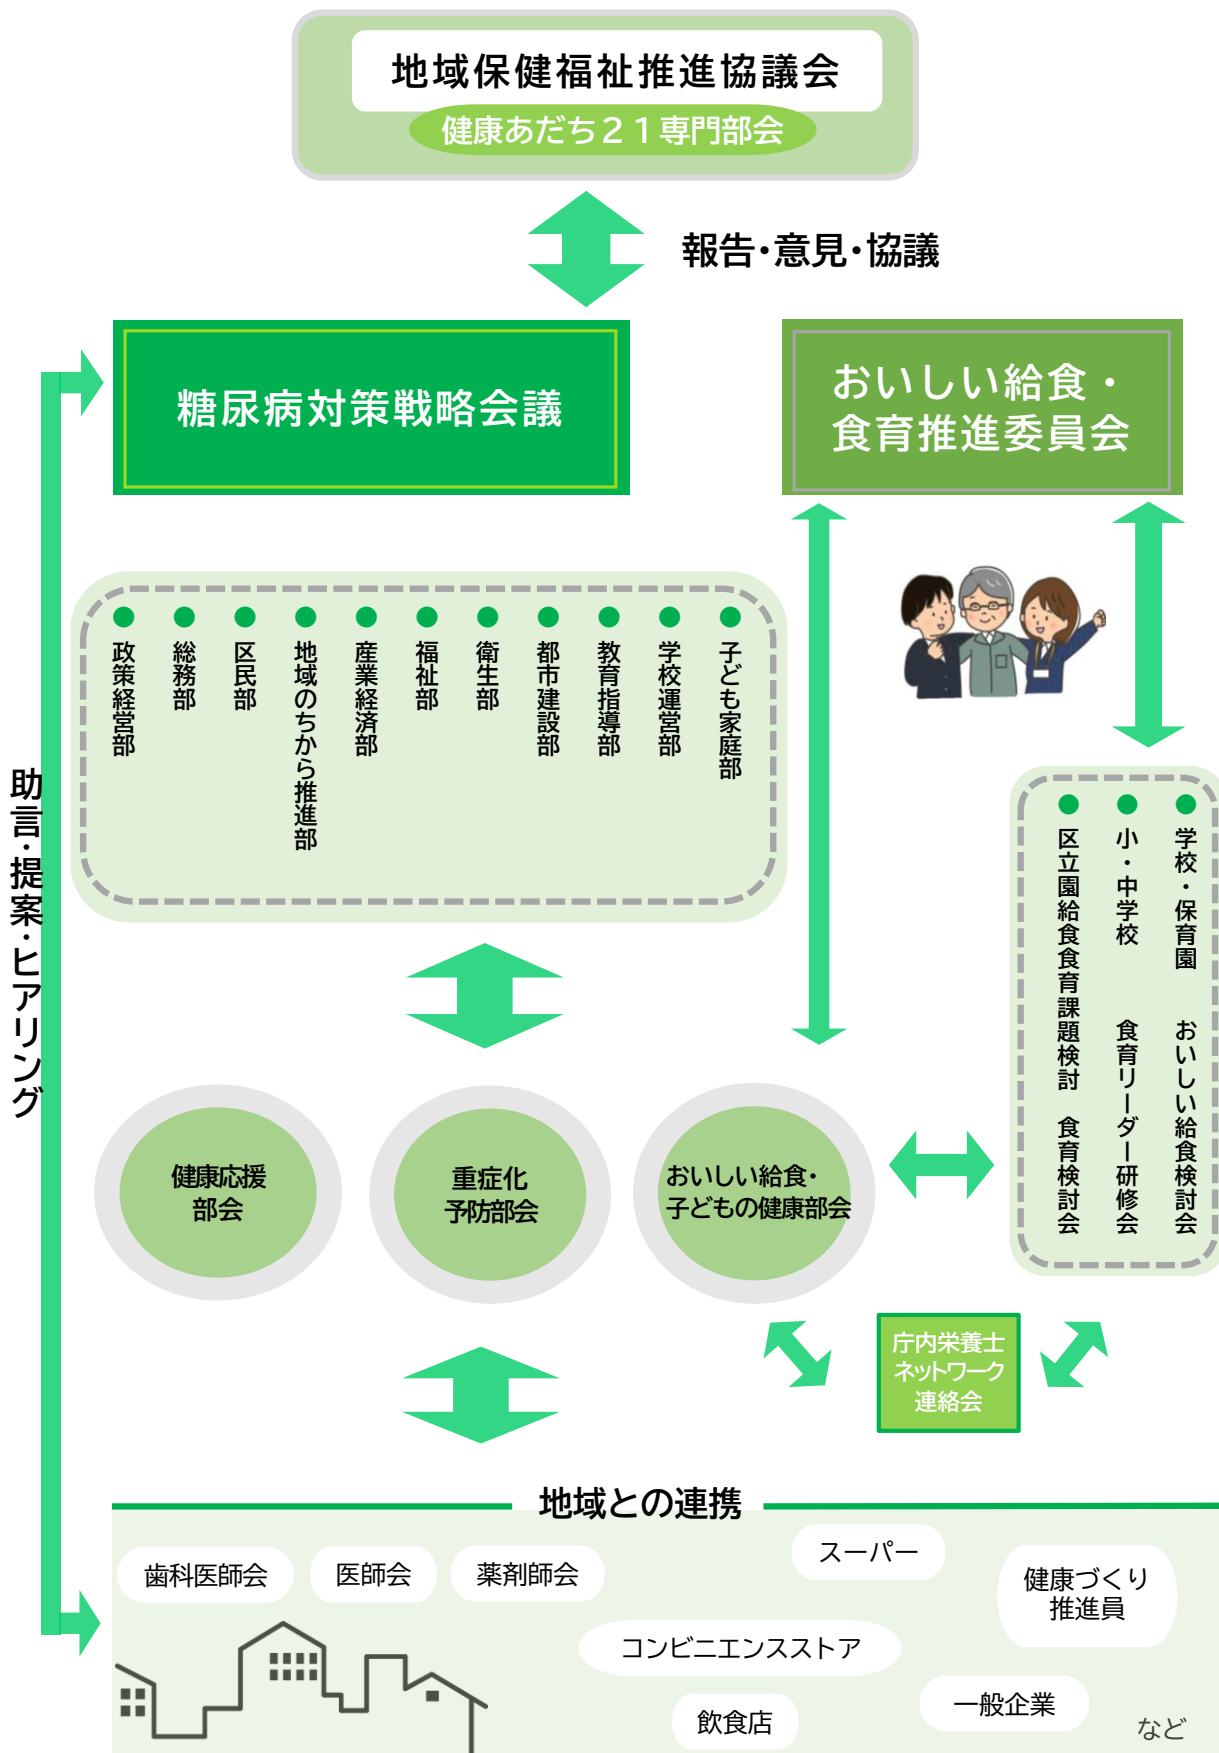 地域保健福祉推進協議会
健康あだち２１専門部会
報告･意見･協議
糖尿病対策戦略会議
おいしい給食・
食育推進委員会
政策経営部
総務部
区民部
地域のちから推進部
産業経済部
福祉部
衛生部
都市建設部
教育指導部
学校運営部
子ども家庭部
助言･提案･ヒアリング
学校・保育園　おいしい給食検討会
小・中学校　食育リーダー研修会
区立園給食食育課題検討　食育検討会
健康応援
部会
重症化
予防部会
おいしい給食・
子どもの健康部会
庁内栄養士
ネットワーク
連絡会
地域との連携
歯科医師会
医師会
薬剤師会
スーパー
健康づくり
推進員
コンビニエンスストア
飲食店
一般企業
など